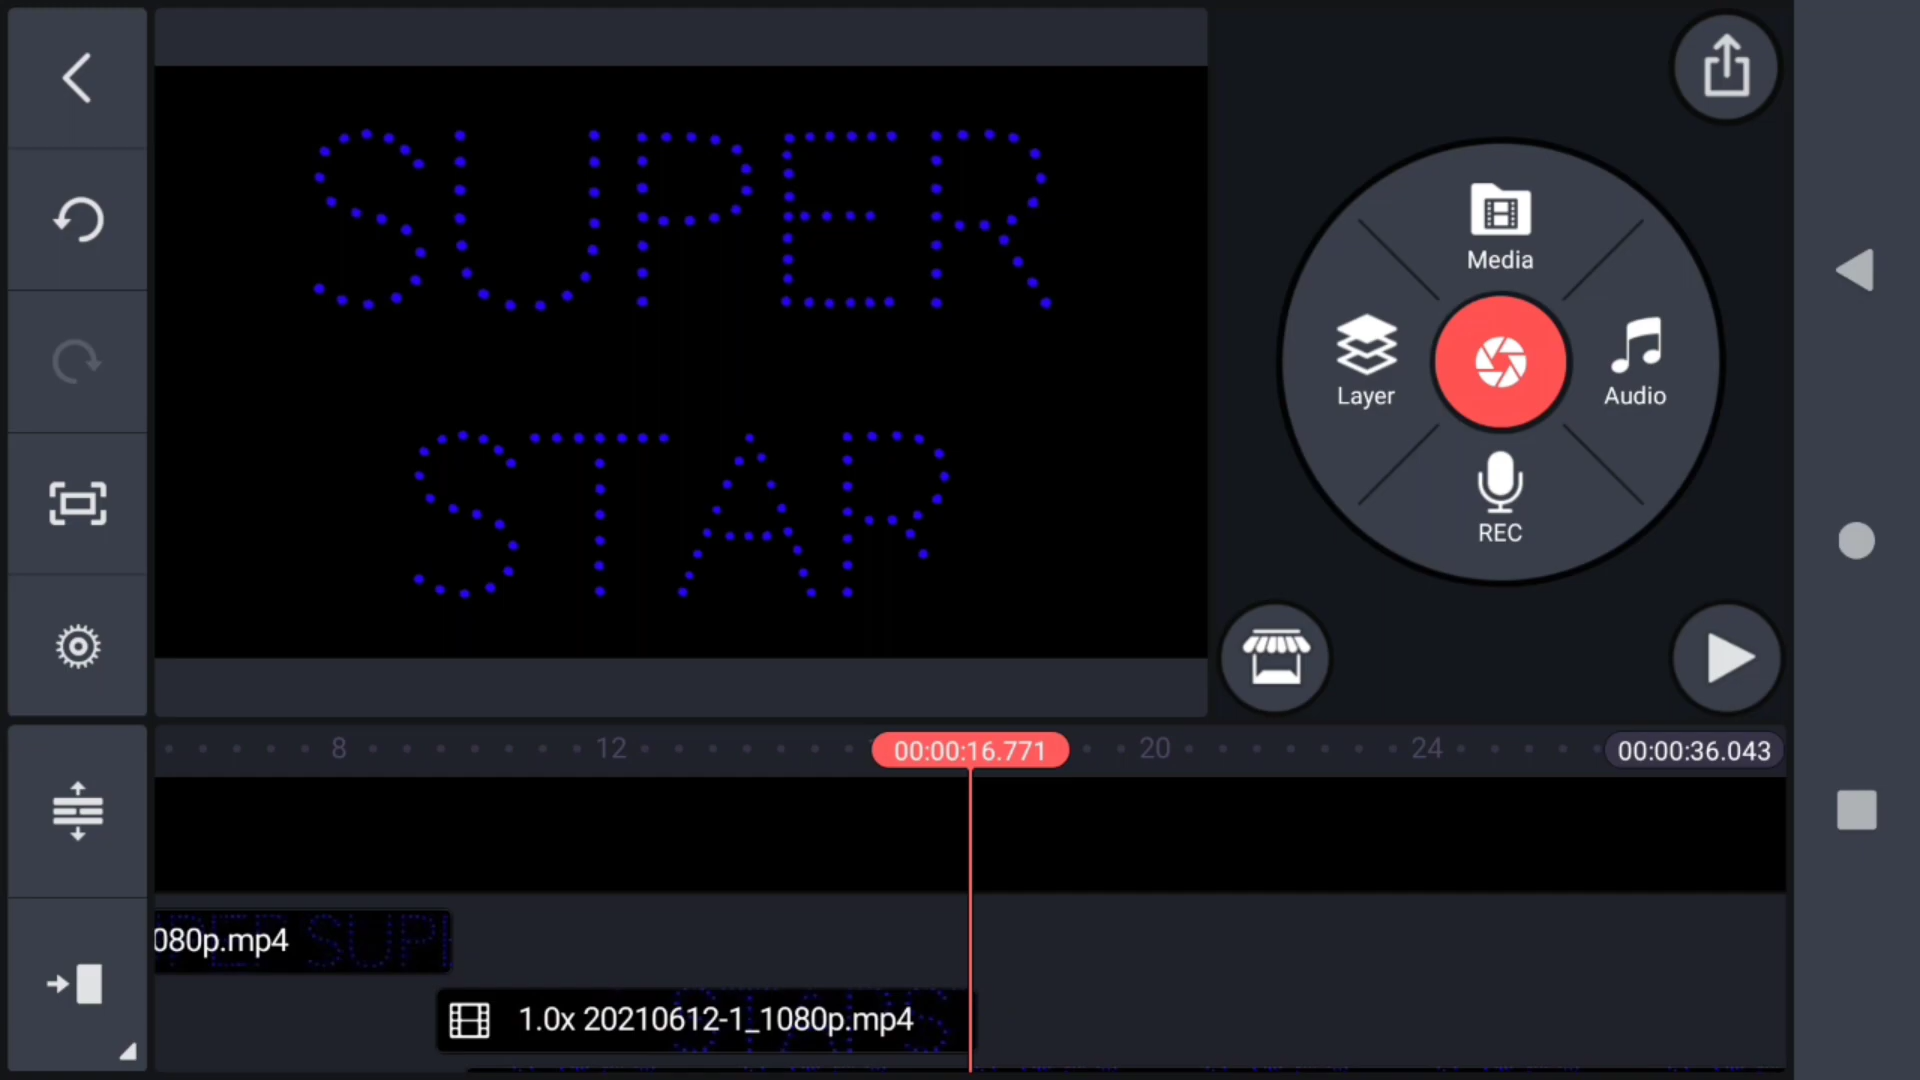 SUPER
STAR
Media
Layer
Audio
REC
8
12
00:00:16.771
20
24
00:00:36.043
080p.mp4
1.0x 20210612-1_1080p.mp4